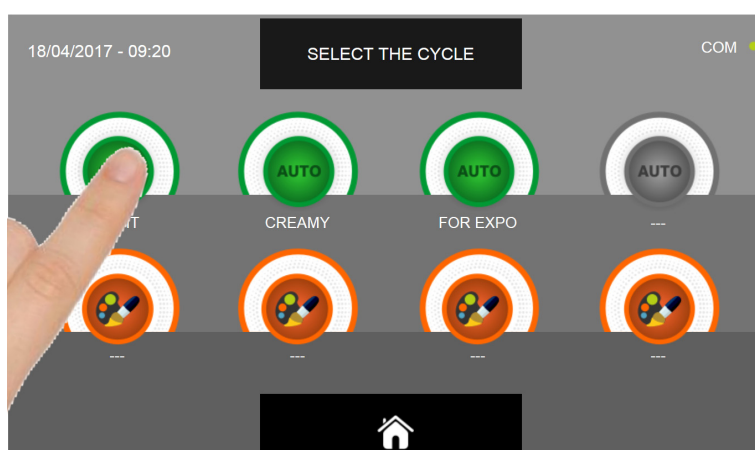 18/04/2017 - 09:20
SELECT THE CYCLE
COM
AUTO
AUTO
AUTO
CREAMY
FOR EXPO
---
---
---
---
---